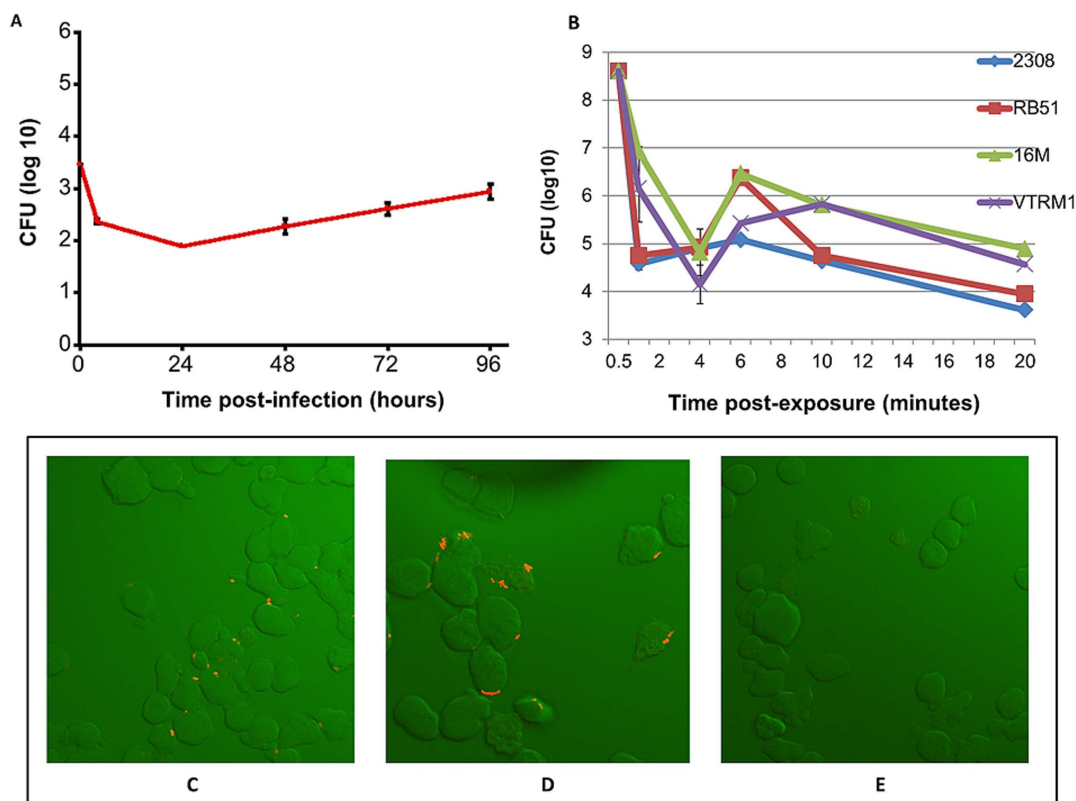 A
6
5
4
3
2
1
0
CFU (log 10)
0 24 48 72 96
Time post-infection (hours)
B
9
8
7
6
5
4
3
CFU (log10)
0.5 2 4 6 10 12 14 16 18 20
Time post-exposure (minutes)
2308
RB51
16M
VTRM1
C D E